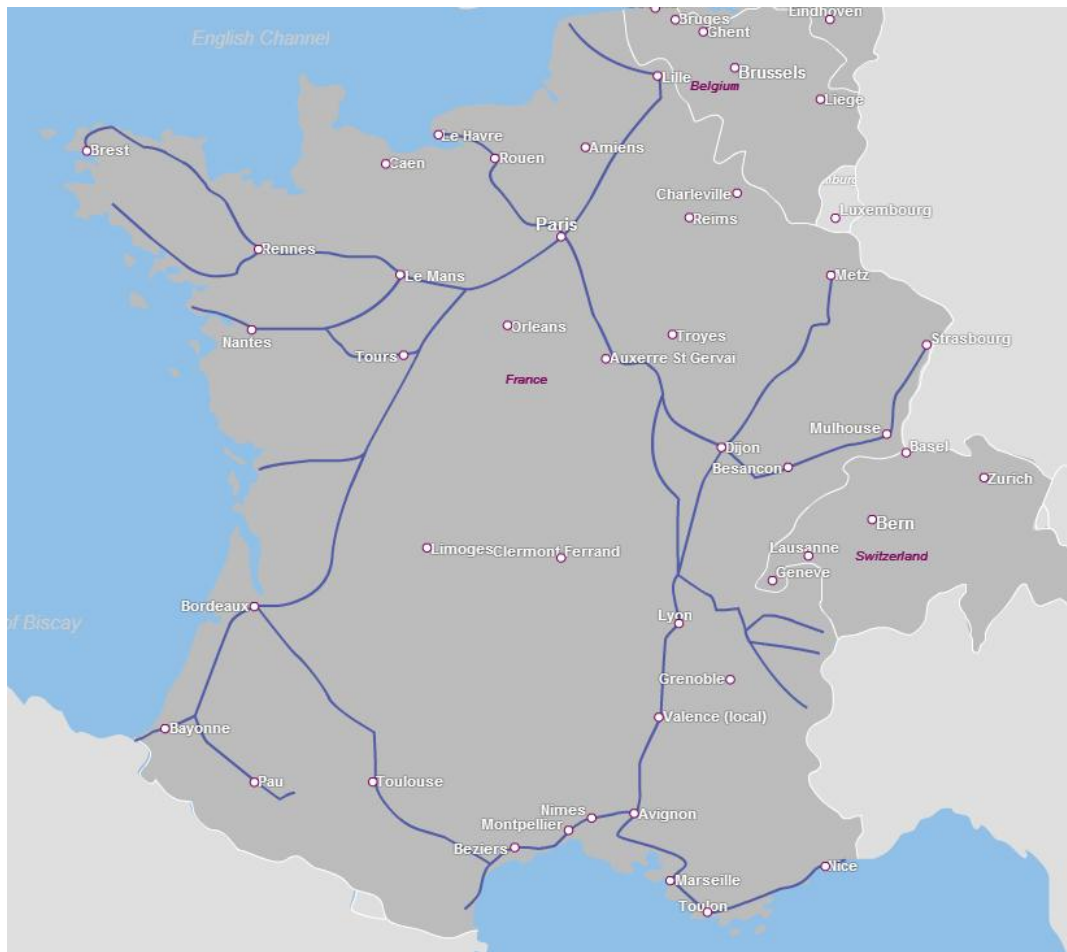 Eindhoven
Bruges
Ghent
English Channel
Brussels
Lille
Belgium
Liege
Le Havre
Brest
Caen
Rouen
Amiens
Charleville
Luxembourg
Reims
Paris
Rennes
Le Mans
Metz
Orleans
Troyes
Strasbourg
Nantes
Tours
Auxerre St Gervai
France
Mulhouse
Dijon
Basel
Besancon
Zurich
Bern
Limoges
Clermont Ferrand
Lausanne
Switzerland
Geneve
Bordeaux
Lyon
of Biscay
Grenoble
Valence (local)
Bayonne
Pau
Toulouse
Nimes
Avignon
Montpellier
Beziers
Nice
Marseille
Toulon